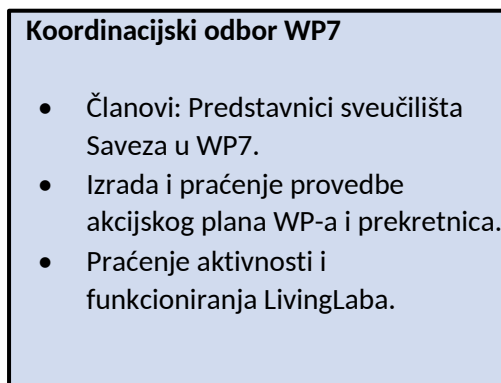 Koordinacijski odbor WP7
• Članovi: Predstavnici sveučilišta
Saveza u WP7.
• Izrada i praćenje provedbe
akcijskog plana WP-a i prekretnica.
• Praćenje aktivnosti i
funkcioniranja LivingLaba.